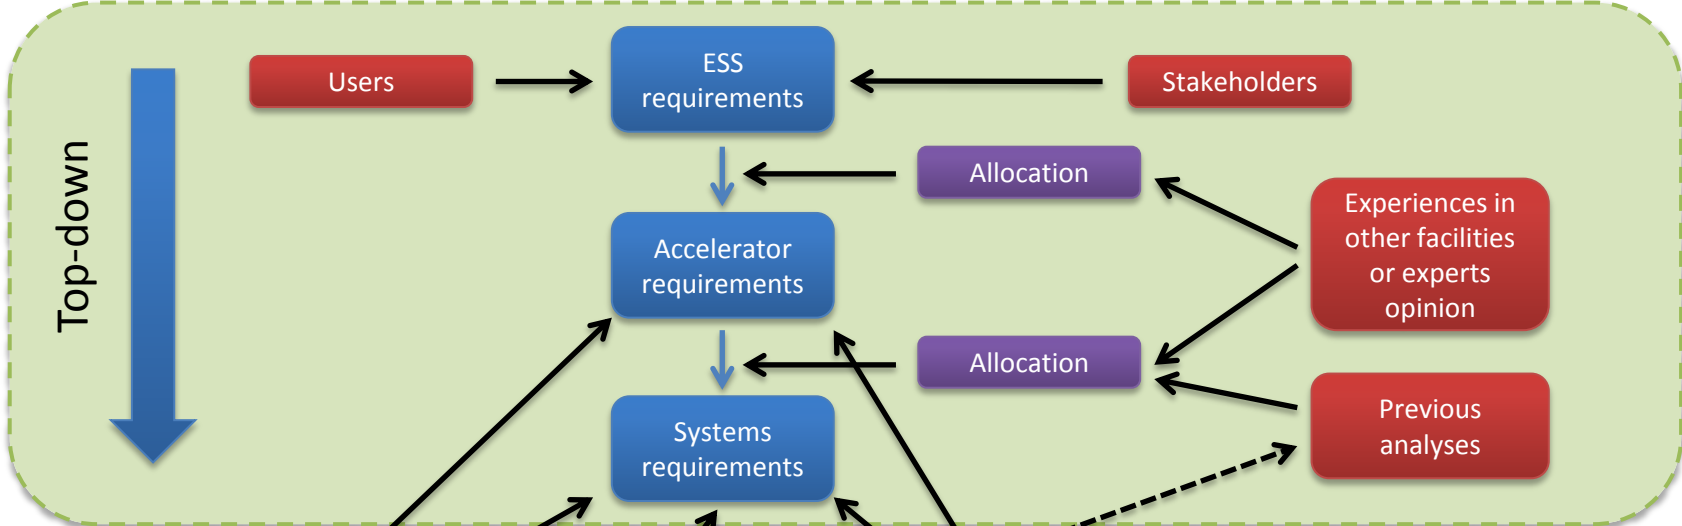 Top-down
Users
ESS
requirements
Stakeholders
Allocation
Accelerator
requirements
Experiences in
other facilities
or experts
opinion
Allocation
Systems
requirements
Previous
analyses